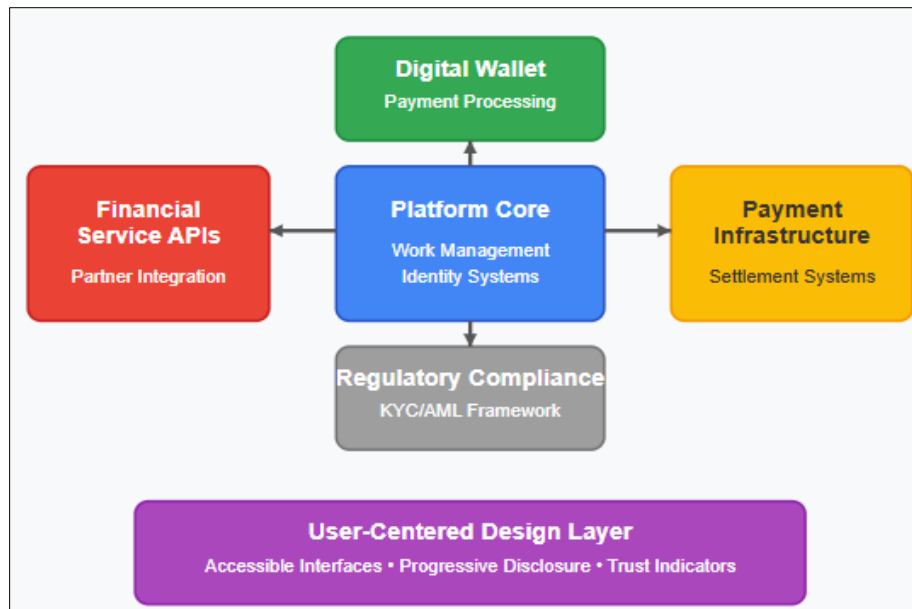 Digital Wallet
Payment Processing
Financial
Service APIs
Partner Integration
Platform Core
Work Management
Identity Systems
Payment
Infrastructure
Settlement Systems
Regulatory Compliance
KYC/AML Framework
User-Centered Design Layer
Accessible Interfaces • Progressive Disclosure • Trust Indicators